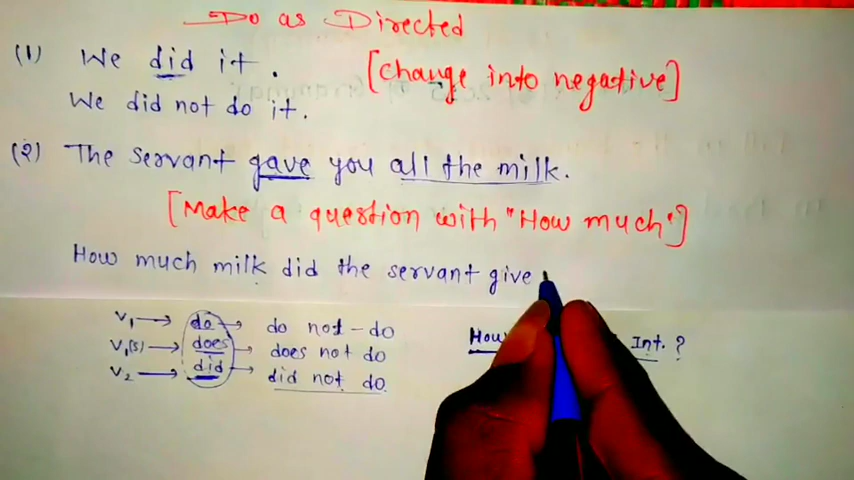 Do as Directed
(1) We did it. [Change into negative]
We did not do it.
(2) The servant gave you all the milk.
[Make a question with "How much"]
How much milk did the servant give
V1 → do → do not - do
V1(s) → does → does not do
V2 → did → did not do
How Int. ?